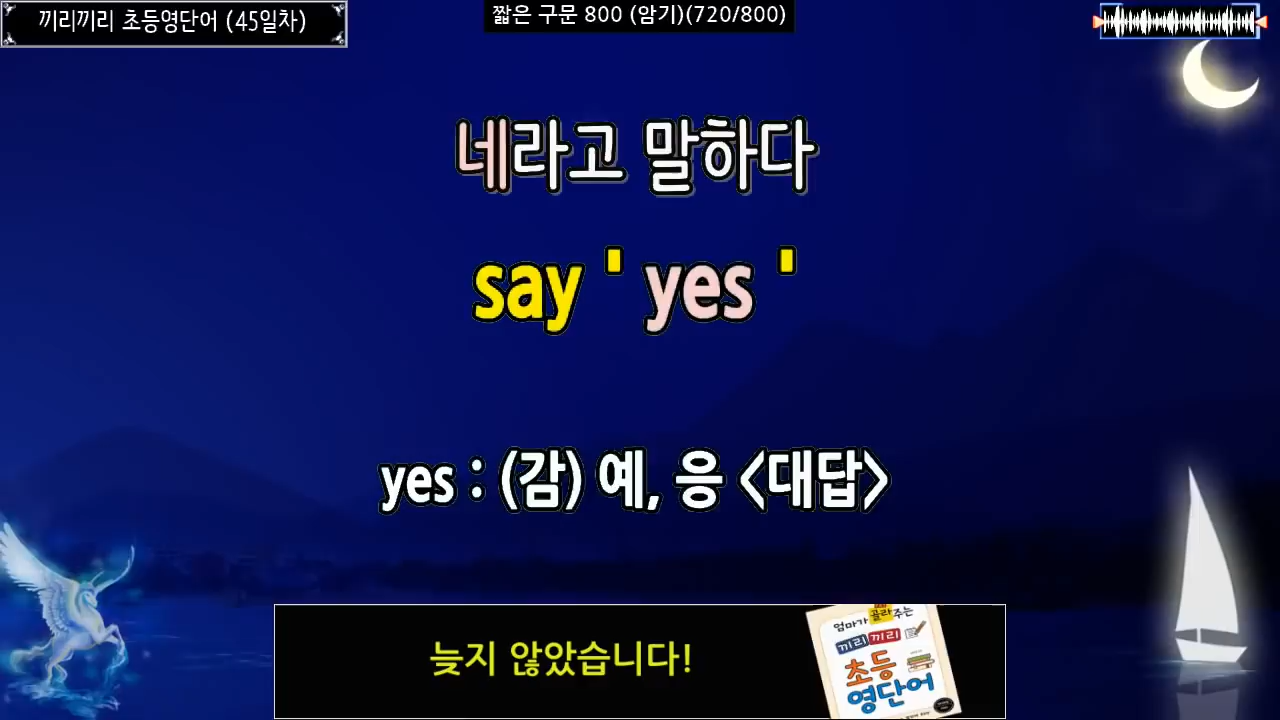 끼리끼리 초등영단어 (45일차)
짧은 구문 800 (암기)(720/800)
네라고 말하다
say ' yes '
yes : (감) 예, 응 <대답>
늦지 않았습니다!
엄마가 골라주는
끼리끼리
초등
영단어